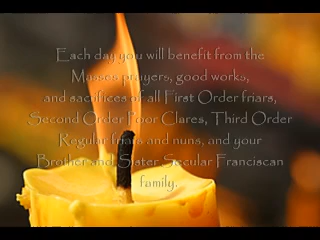 Each day you will benefit from the
Masses prayers, good works,
and sacrifices of all First Order friars,
Second Order Poor Clares, Third Order
Regular friars and nuns, and your
Brother and Sister Secular Franciscan
family.